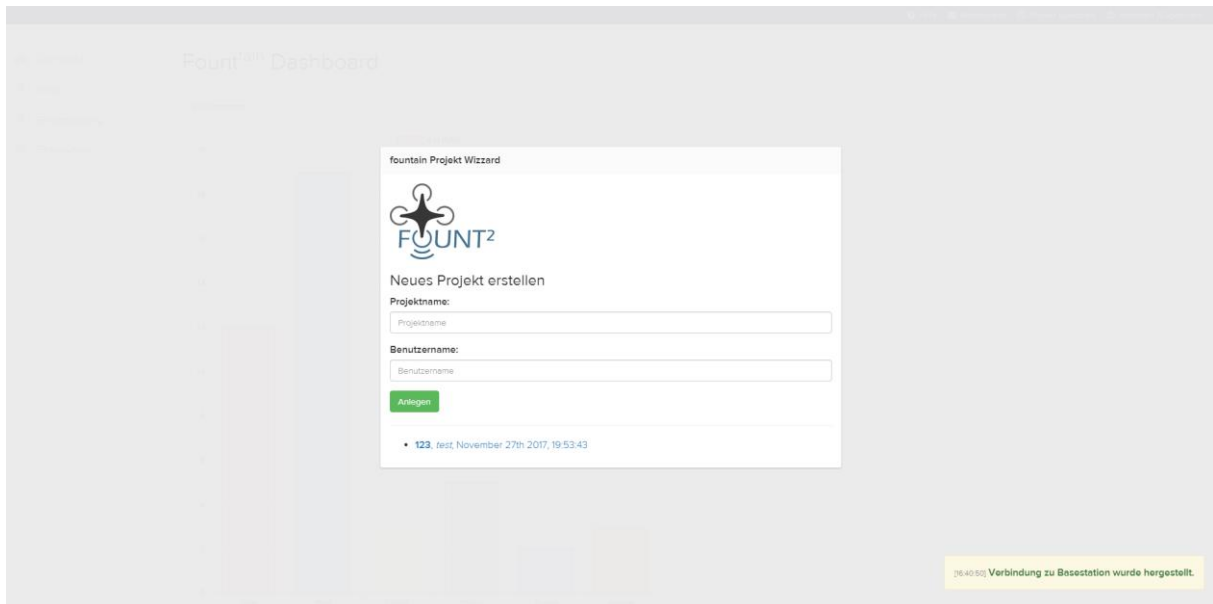 Dashboard
fountain Projekt Wizzard
FOUNT²
Neues Projekt erstellen
Projektname:
Projektname
Benutzername:
Benutzername
Anlegen
• 123, test, November 27th 2017, 19:53:43
[16:40:50] Verbindung zu Basestation wurde hergestellt.